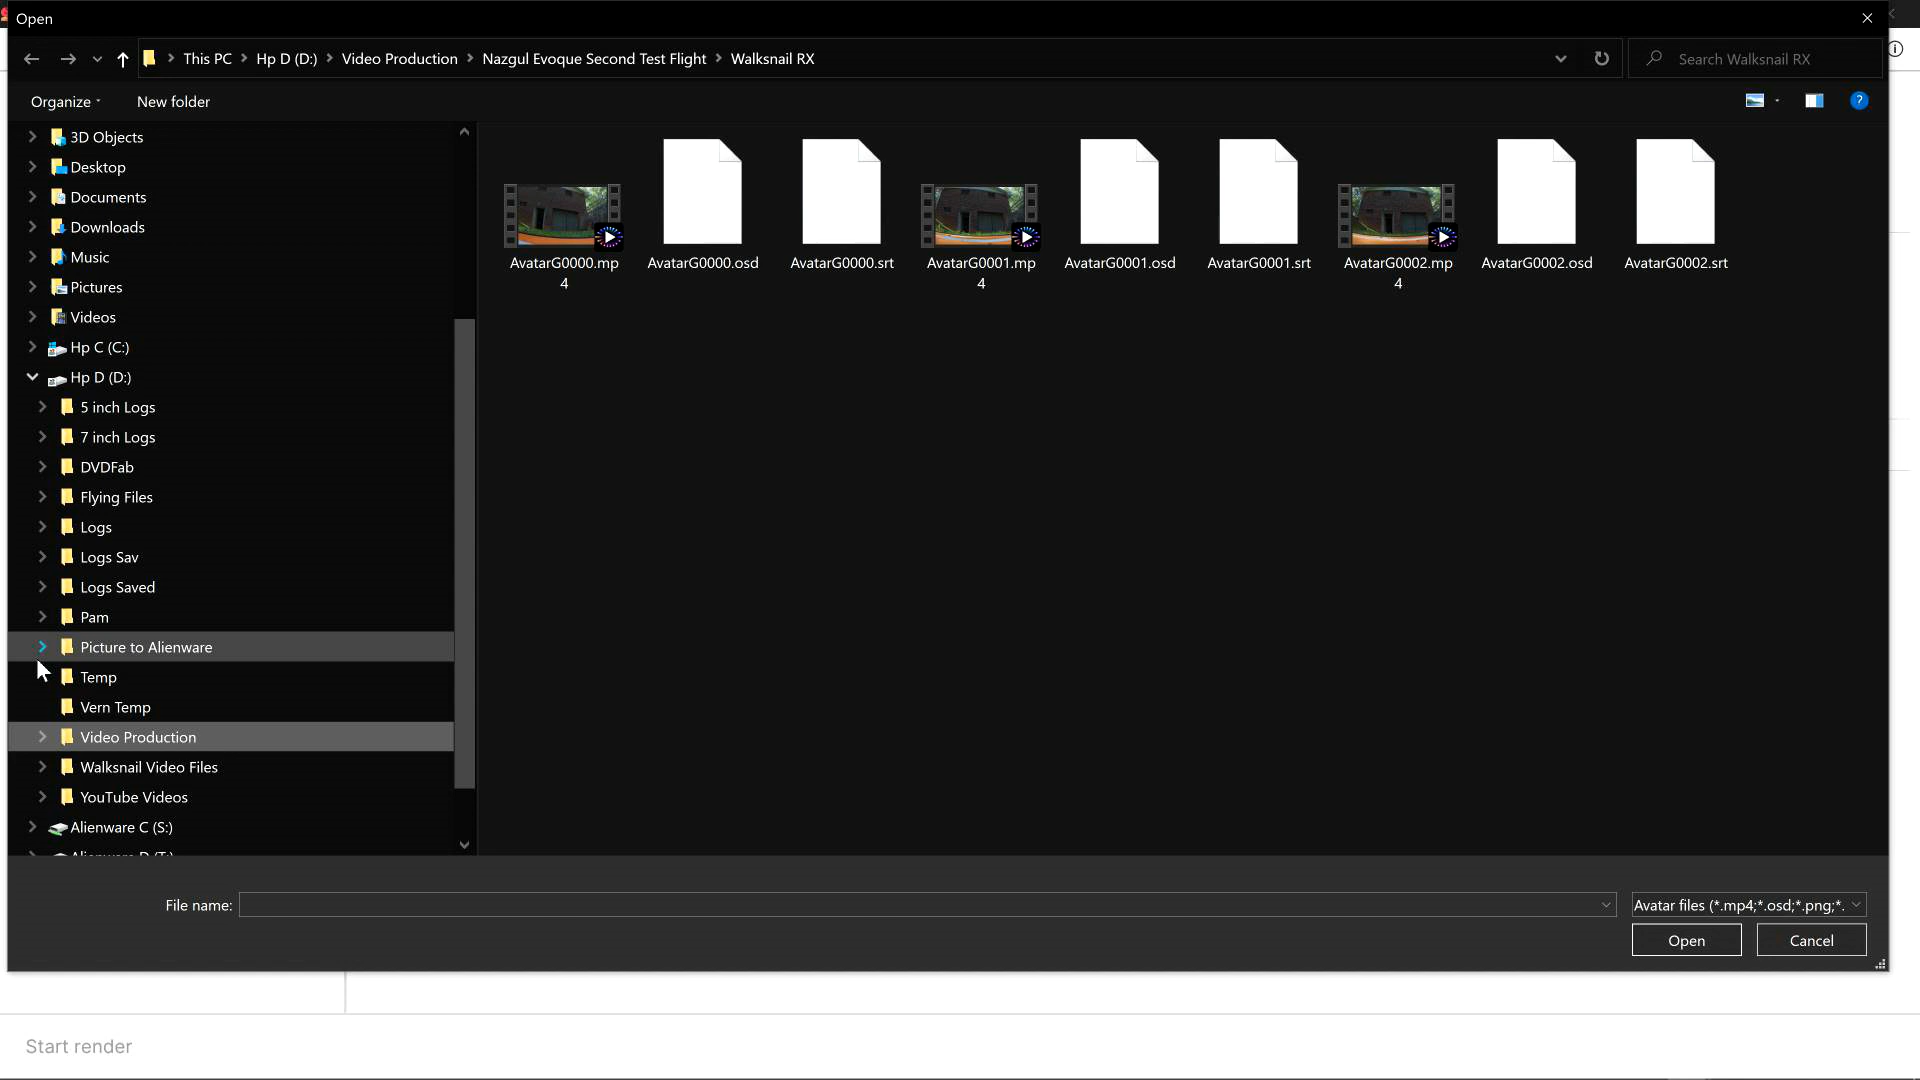 Open
This PC > Hp D (D:) > Video Production > Nazgul Evoque Second Test Flight > Walksnail RX
Search Walksnail RX
Organize
New folder
3D Objects
Desktop
Documents
Downloads
Music
Pictures
Videos
Hp C (C:)
Hp D (D:)
5 inch Logs
7 inch Logs
DVDFab
Flying Files
Logs
Logs Sav
Logs Saved
Pam
Picture to Alienware
Temp
Vern Temp
Video Production
Walksnail Video Files
YouTube Videos
Alienware C (S:)
Alienware D (T:)
AvatarG0000.mp
4
AvatarG0000.osd
AvatarG0000.srt
AvatarG0001.mp
4
AvatarG0001.osd
AvatarG0001.srt
AvatarG0002.mp
4
AvatarG0002.osd
AvatarG0002.srt
File name:
Avatar files (*.mp4;*.osd;*.png;*.
Open
Cancel
Start render